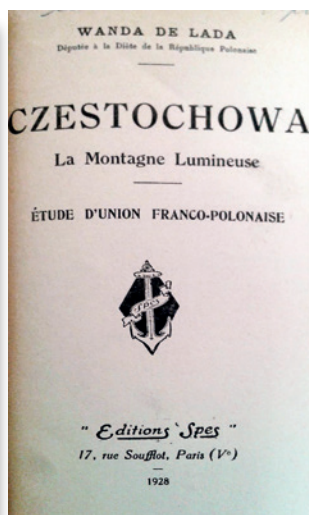 WANDA DE LADA
Députée à la Diète de la République Polonaise
CZESTOCHOWA
La Montagne Lumineuse
ÉTUDE D'UNION FRANCO-POLONAISE
SPES
" Editions Spes "
17, rue Soufflot, Paris (Vᵉ)
1928